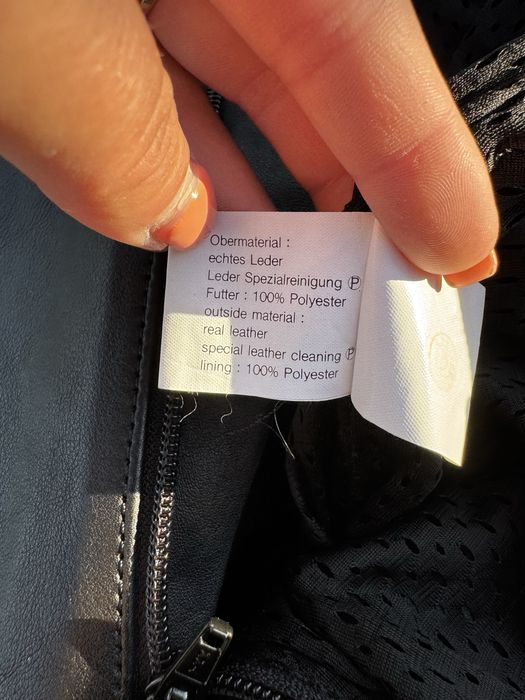 Obermaterial :
echtes Leder
Leder Spezialreinigung Ⓟ
Futter : 100% Polyester
outside material :
real leather
special leather cleaning Ⓟ
lining : 100% Polyester